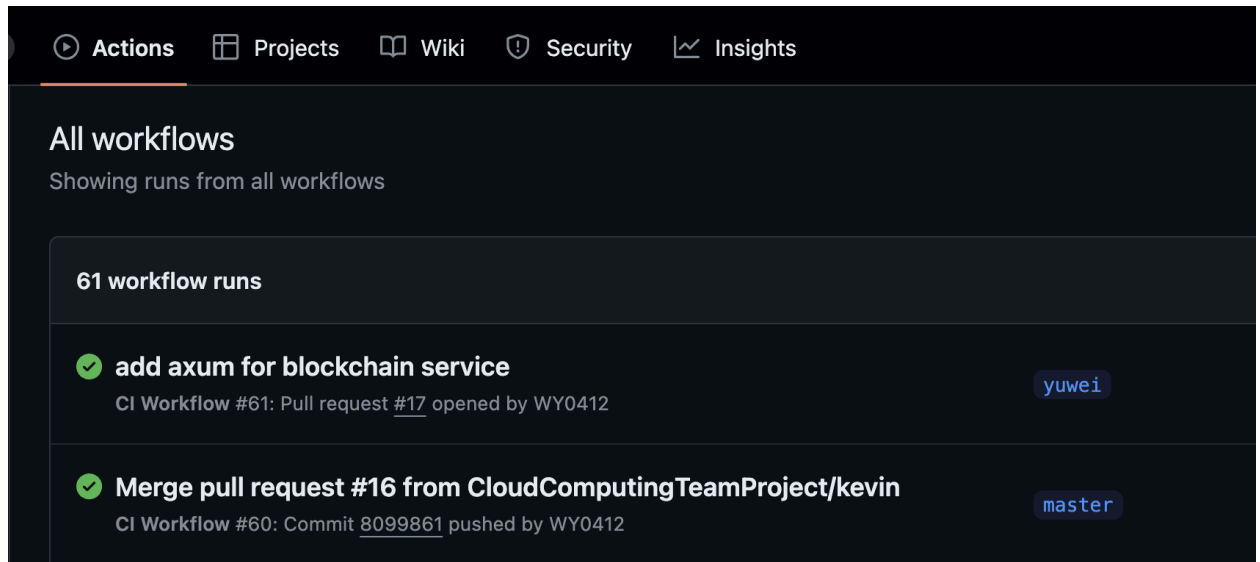 Actions Projects Wiki Security Insights
All workflows
Showing runs from all workflows
61 workflow runs
add axum for blockchain service
CI Workflow #61: Pull request #17 opened by WY0412
yuwei
Merge pull request #16 from CloudComputingTeamProject/kevin
CI Workflow #60: Commit 8099861 pushed by WY0412
master